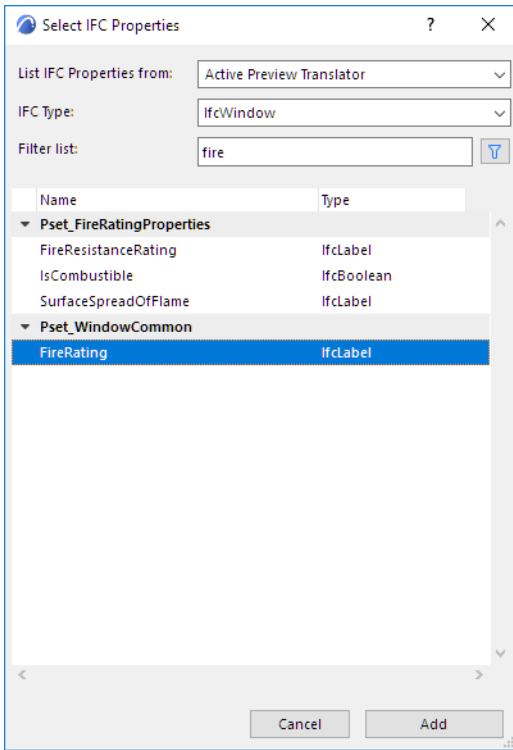 Select IFC Properties ? ×
List IFC Properties from: Active Preview Translator
IFC Type: IfcWindow
Filter list: fire
Name Type
Pset_FireRatingProperties
FireResistanceRating IfcLabel
IsCombustible IfcBoolean
SurfaceSpreadOfFlame IfcLabel
Pset_WindowCommon
FireRating IfcLabel
Cancel Add